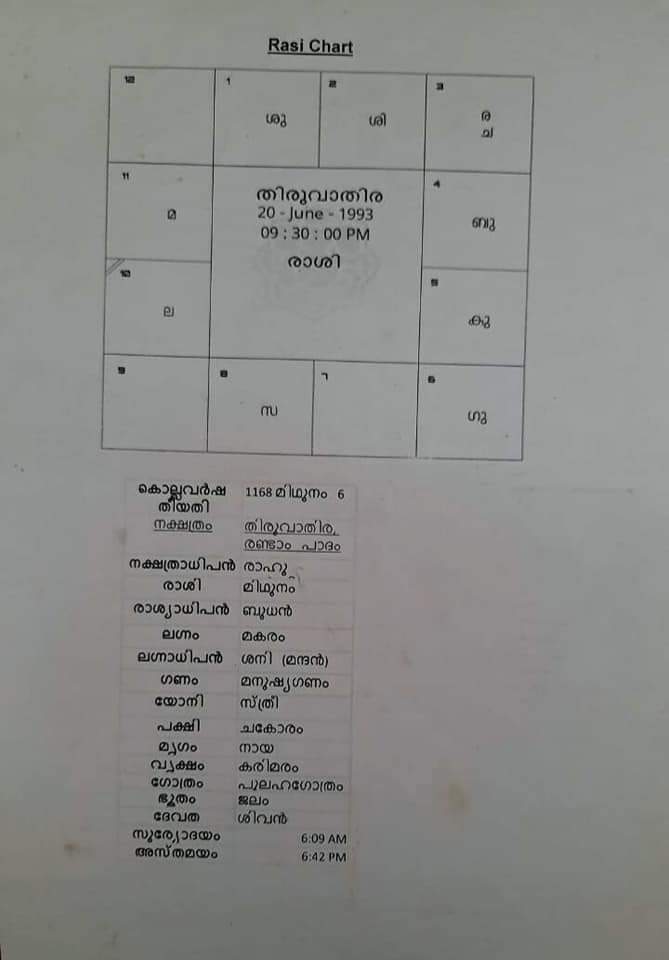 Rasi Chart
൧൨
൧
ശു
൨
ശി
൩
ര
ച
൧൧
മ
തിരുവാതിര
20 - June - 1993
09 : 30 : 00 PM
രാശി
൪
ബു
൧൦
ല
൫
കു
൯
൮
സ
൭
൬
ഗു
കൊല്ലവർഷ 1168 മിഥുനം 6
തീയതി
നക്ഷത്രം തിരുവാതിര,
രണ്ടാം പാദം
നക്ഷത്രാധിപൻ രാഹു
രാശി മിഥുനം
രാശ്യാധിപൻ ബുധൻ
ലഗ്നം മകരം
ലഗ്നാധിപൻ ശനി (മന്ദൻ)
ഗണം മനുഷ്യഗണം
യോനി സ്ത്രീ
പക്ഷി ചകോരം
മൃഗം നായ
വൃക്ഷം കരിമരം
ഗോത്രം പുലഹഗോത്രം
ഭൂതം ജലം
ദേവത ശിവൻ
സൂര്യോദയം 6:09 AM
അസ്തമയം 6:42 PM